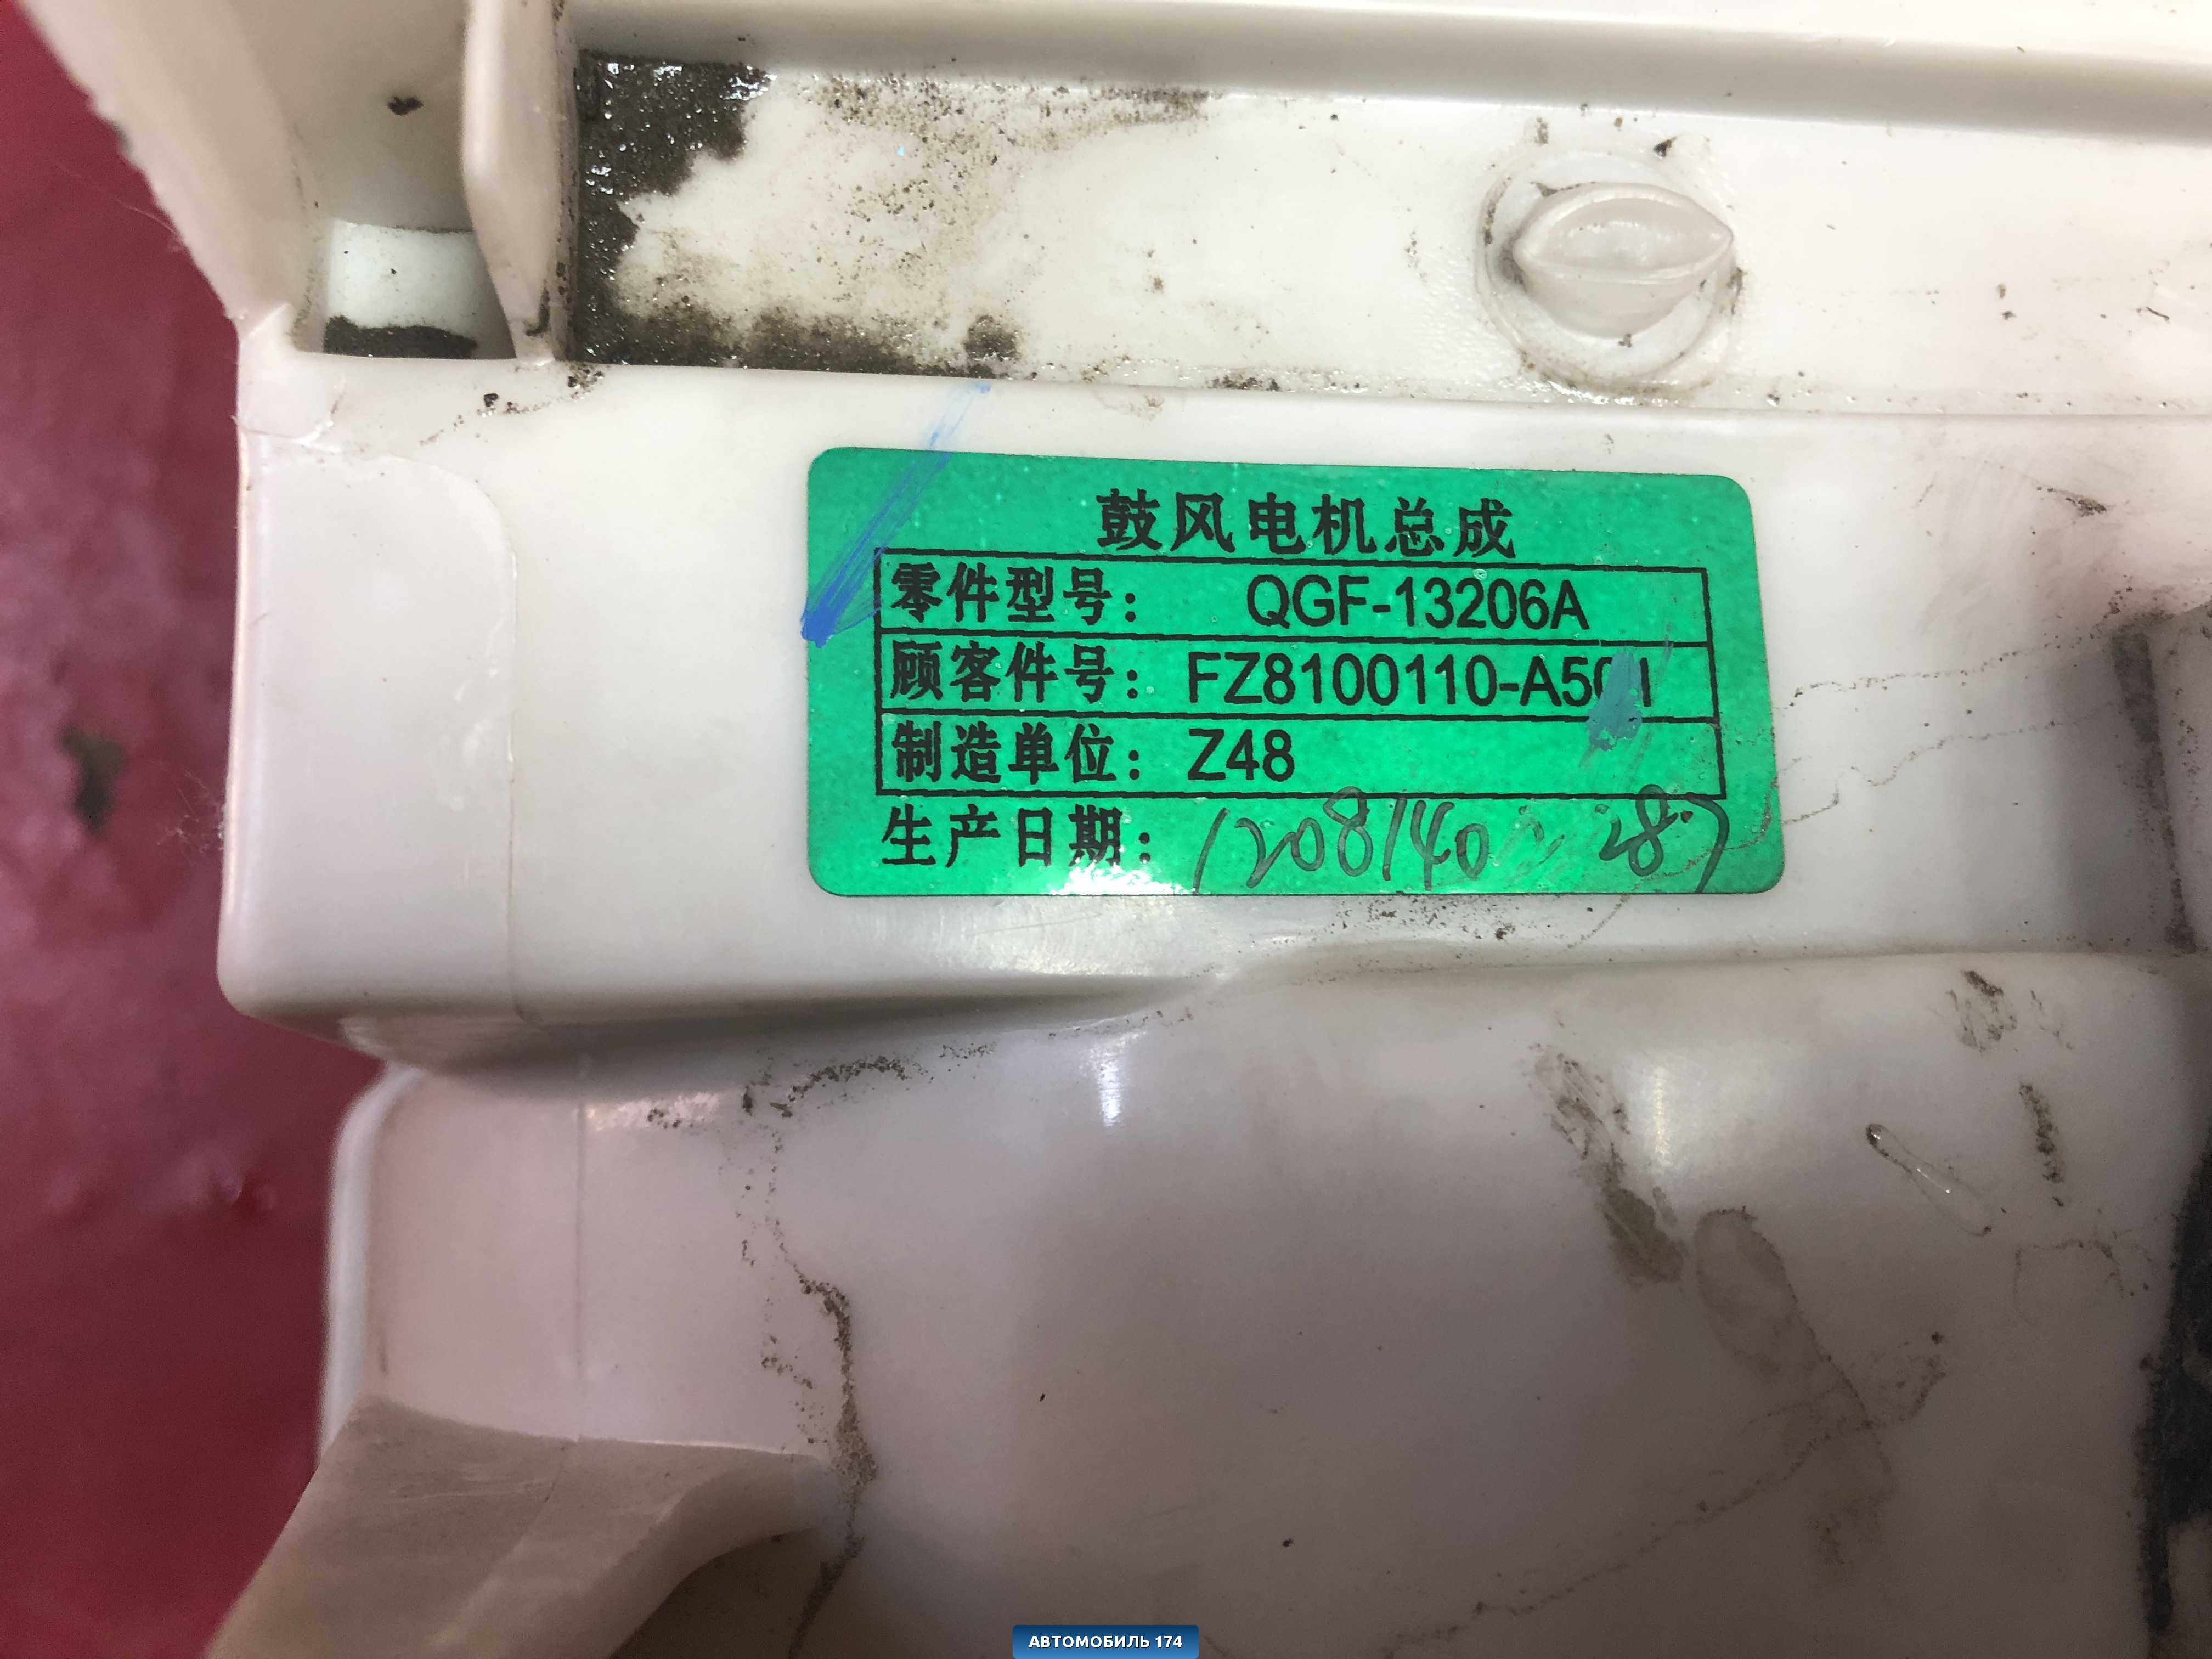 鼓风电机总成
零件型号: QGF-13206A
顾客件号: FZ8100110-A501
制造单位: Z48
生产日期:
АВТОМОБИЛЬ 174